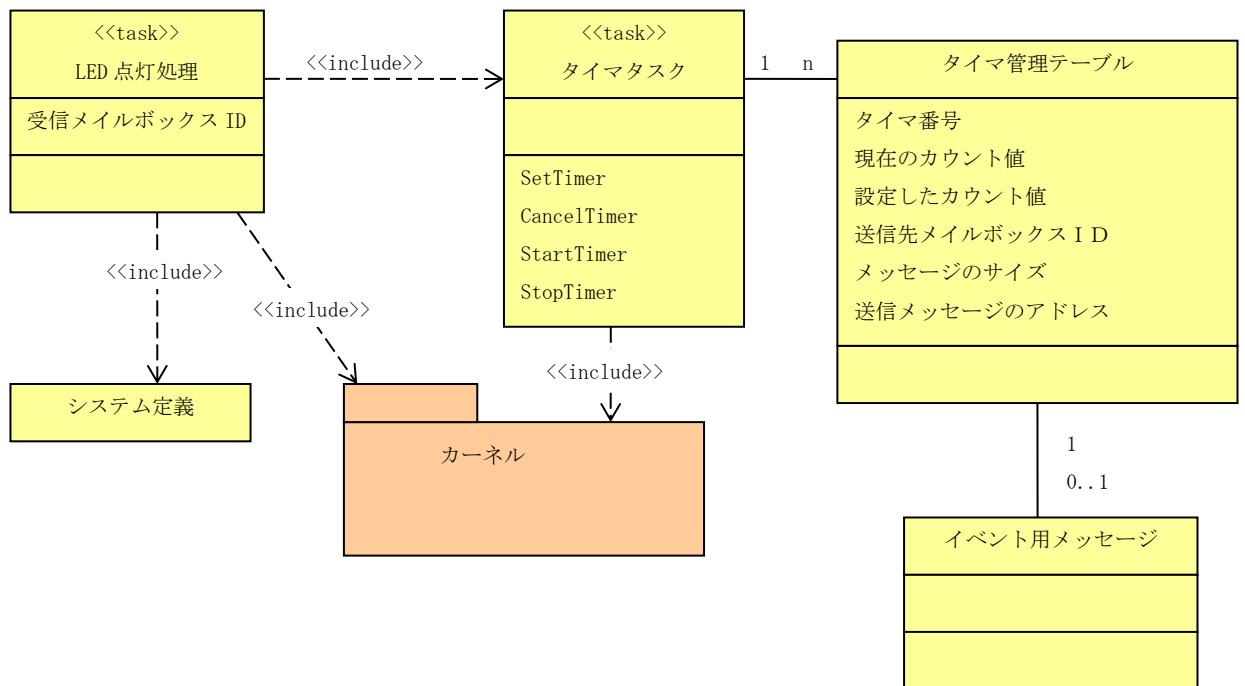 <<task>>
LED 点灯処理
受信メイルボックス ID
<<include>>
<<task>>
タイマタスク
SetTimer
CancelTimer
StartTimer
StopTimer
1 n
タイマ管理テーブル
タイマ番号
現在のカウント値
設定したカウント値
送信先メイルボックスＩＤ
メッセージのサイズ
送信メッセージのアドレス
<<include>>
<<include>>
<<include>>
システム定義
カーネル
1
0..1
イベント用メッセージ